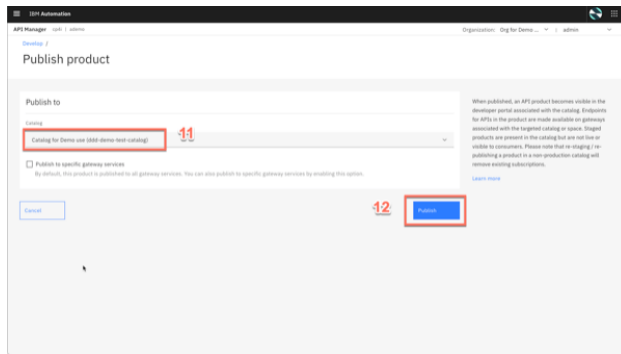 IBM Automation
API Manager
Organization: Org for Demo ...
admin
Develop /
Publish product
Publish to
Catalog
Catalog for Demo use (ddd-demo-test-catalog)
11
Publish to specific gateway services
By default, this product is published to all gateway services. You can also publish to specific gateway services by enabling this option.
Cancel
12
Publish
When published, an API product becomes visible in the
developer portal associated with the catalog. Endpoints
for APIs in the product are made available on gateways
associated with the targeted catalog or space. Staged
products are present in the catalog but are not live or
visible to consumers. Please note that re-staging / re-
publishing a product in a non-production catalog will
remove existing subscriptions.
Learn more